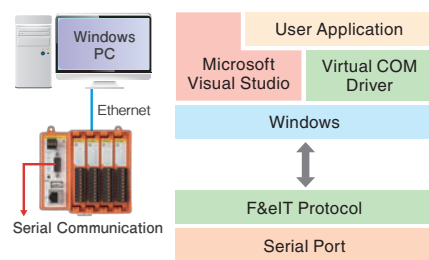 Windows
PC
Ethernet
Serial Communication
User Application
Microsoft
Visual Studio
Virtual COM
Driver
Windows
F&eIT Protocol
Serial Port